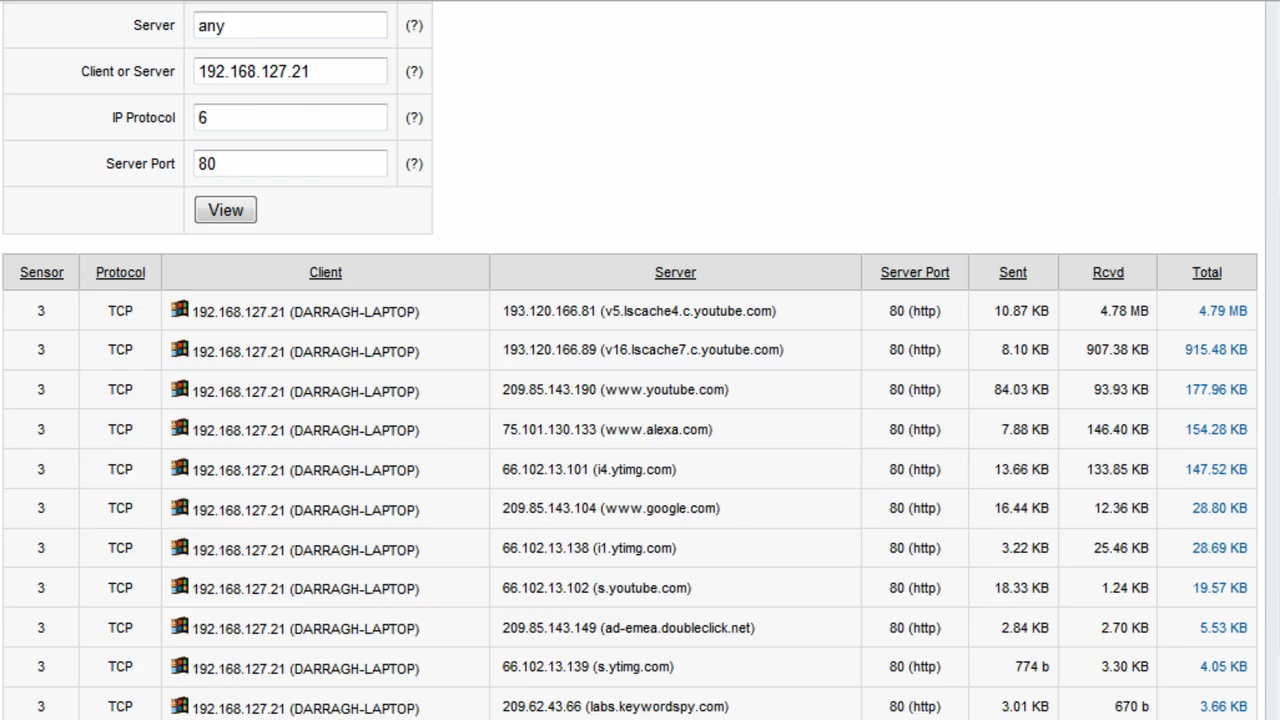 Server any (?)
Client or Server 192.168.127.21 (?)
IP Protocol 6 (?)
Server Port 80 (?)
View
Sensor Protocol Client Server Server Port Sent Rcvd Total
3 TCP 192.168.127.21 (DARRAGH-LAPTOP) 193.120.166.81 (v5.lscache4.c.youtube.com) 80 (http) 10.87 KB 4.78 MB 4.79 MB
3 TCP 192.168.127.21 (DARRAGH-LAPTOP) 193.120.166.89 (v16.lscache7.c.youtube.com) 80 (http) 8.10 KB 907.38 KB 915.48 KB
3 TCP 192.168.127.21 (DARRAGH-LAPTOP) 209.85.143.190 (www.youtube.com) 80 (http) 84.03 KB 93.93 KB 177.96 KB
3 TCP 192.168.127.21 (DARRAGH-LAPTOP) 75.101.130.133 (www.alexa.com) 80 (http) 7.88 KB 146.40 KB 154.28 KB
3 TCP 192.168.127.21 (DARRAGH-LAPTOP) 66.102.13.101 (i4.ytimg.com) 80 (http) 13.66 KB 133.85 KB 147.52 KB
3 TCP 192.168.127.21 (DARRAGH-LAPTOP) 209.85.143.104 (www.google.com) 80 (http) 16.44 KB 12.36 KB 28.80 KB
3 TCP 192.168.127.21 (DARRAGH-LAPTOP) 66.102.13.138 (i1.ytimg.com) 80 (http) 3.22 KB 25.46 KB 28.69 KB
3 TCP 192.168.127.21 (DARRAGH-LAPTOP) 66.102.13.102 (s.youtube.com) 80 (http) 18.33 KB 1.24 KB 19.57 KB
3 TCP 192.168.127.21 (DARRAGH-LAPTOP) 209.85.143.149 (ad-emea.doubleclick.net) 80 (http) 2.84 KB 2.70 KB 5.53 KB
3 TCP 192.168.127.21 (DARRAGH-LAPTOP) 66.102.13.139 (s.ytimg.com) 80 (http) 774 b 3.30 KB 4.05 KB
3 TCP 192.168.127.21 (DARRAGH-LAPTOP) 209.62.43.66 (labs.keywordspy.com) 80 (http) 3.01 KB 670 b 3.66 KB